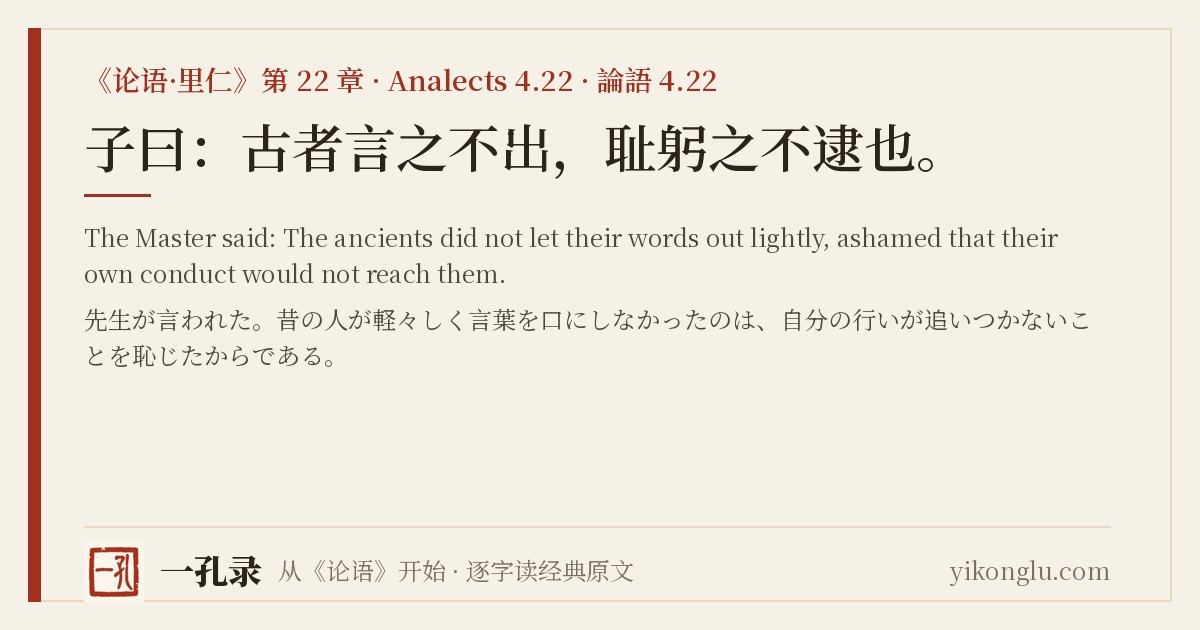 《论语·里仁》第 22 章 · Analects 4.22 · 論語 4.22
子曰：古者言之不出，耻躬之不逮也。
The Master said: The ancients did not let their words out lightly, ashamed that their
own conduct would not reach them.
先生が言われた。昔の人が軽々しく言葉を口にしなかったのは、自分の行いが追いつかないこ
とを恥じたからである。
一孔
一孔录
从《论语》开始 · 逐字读经典原文
yikonglu.com